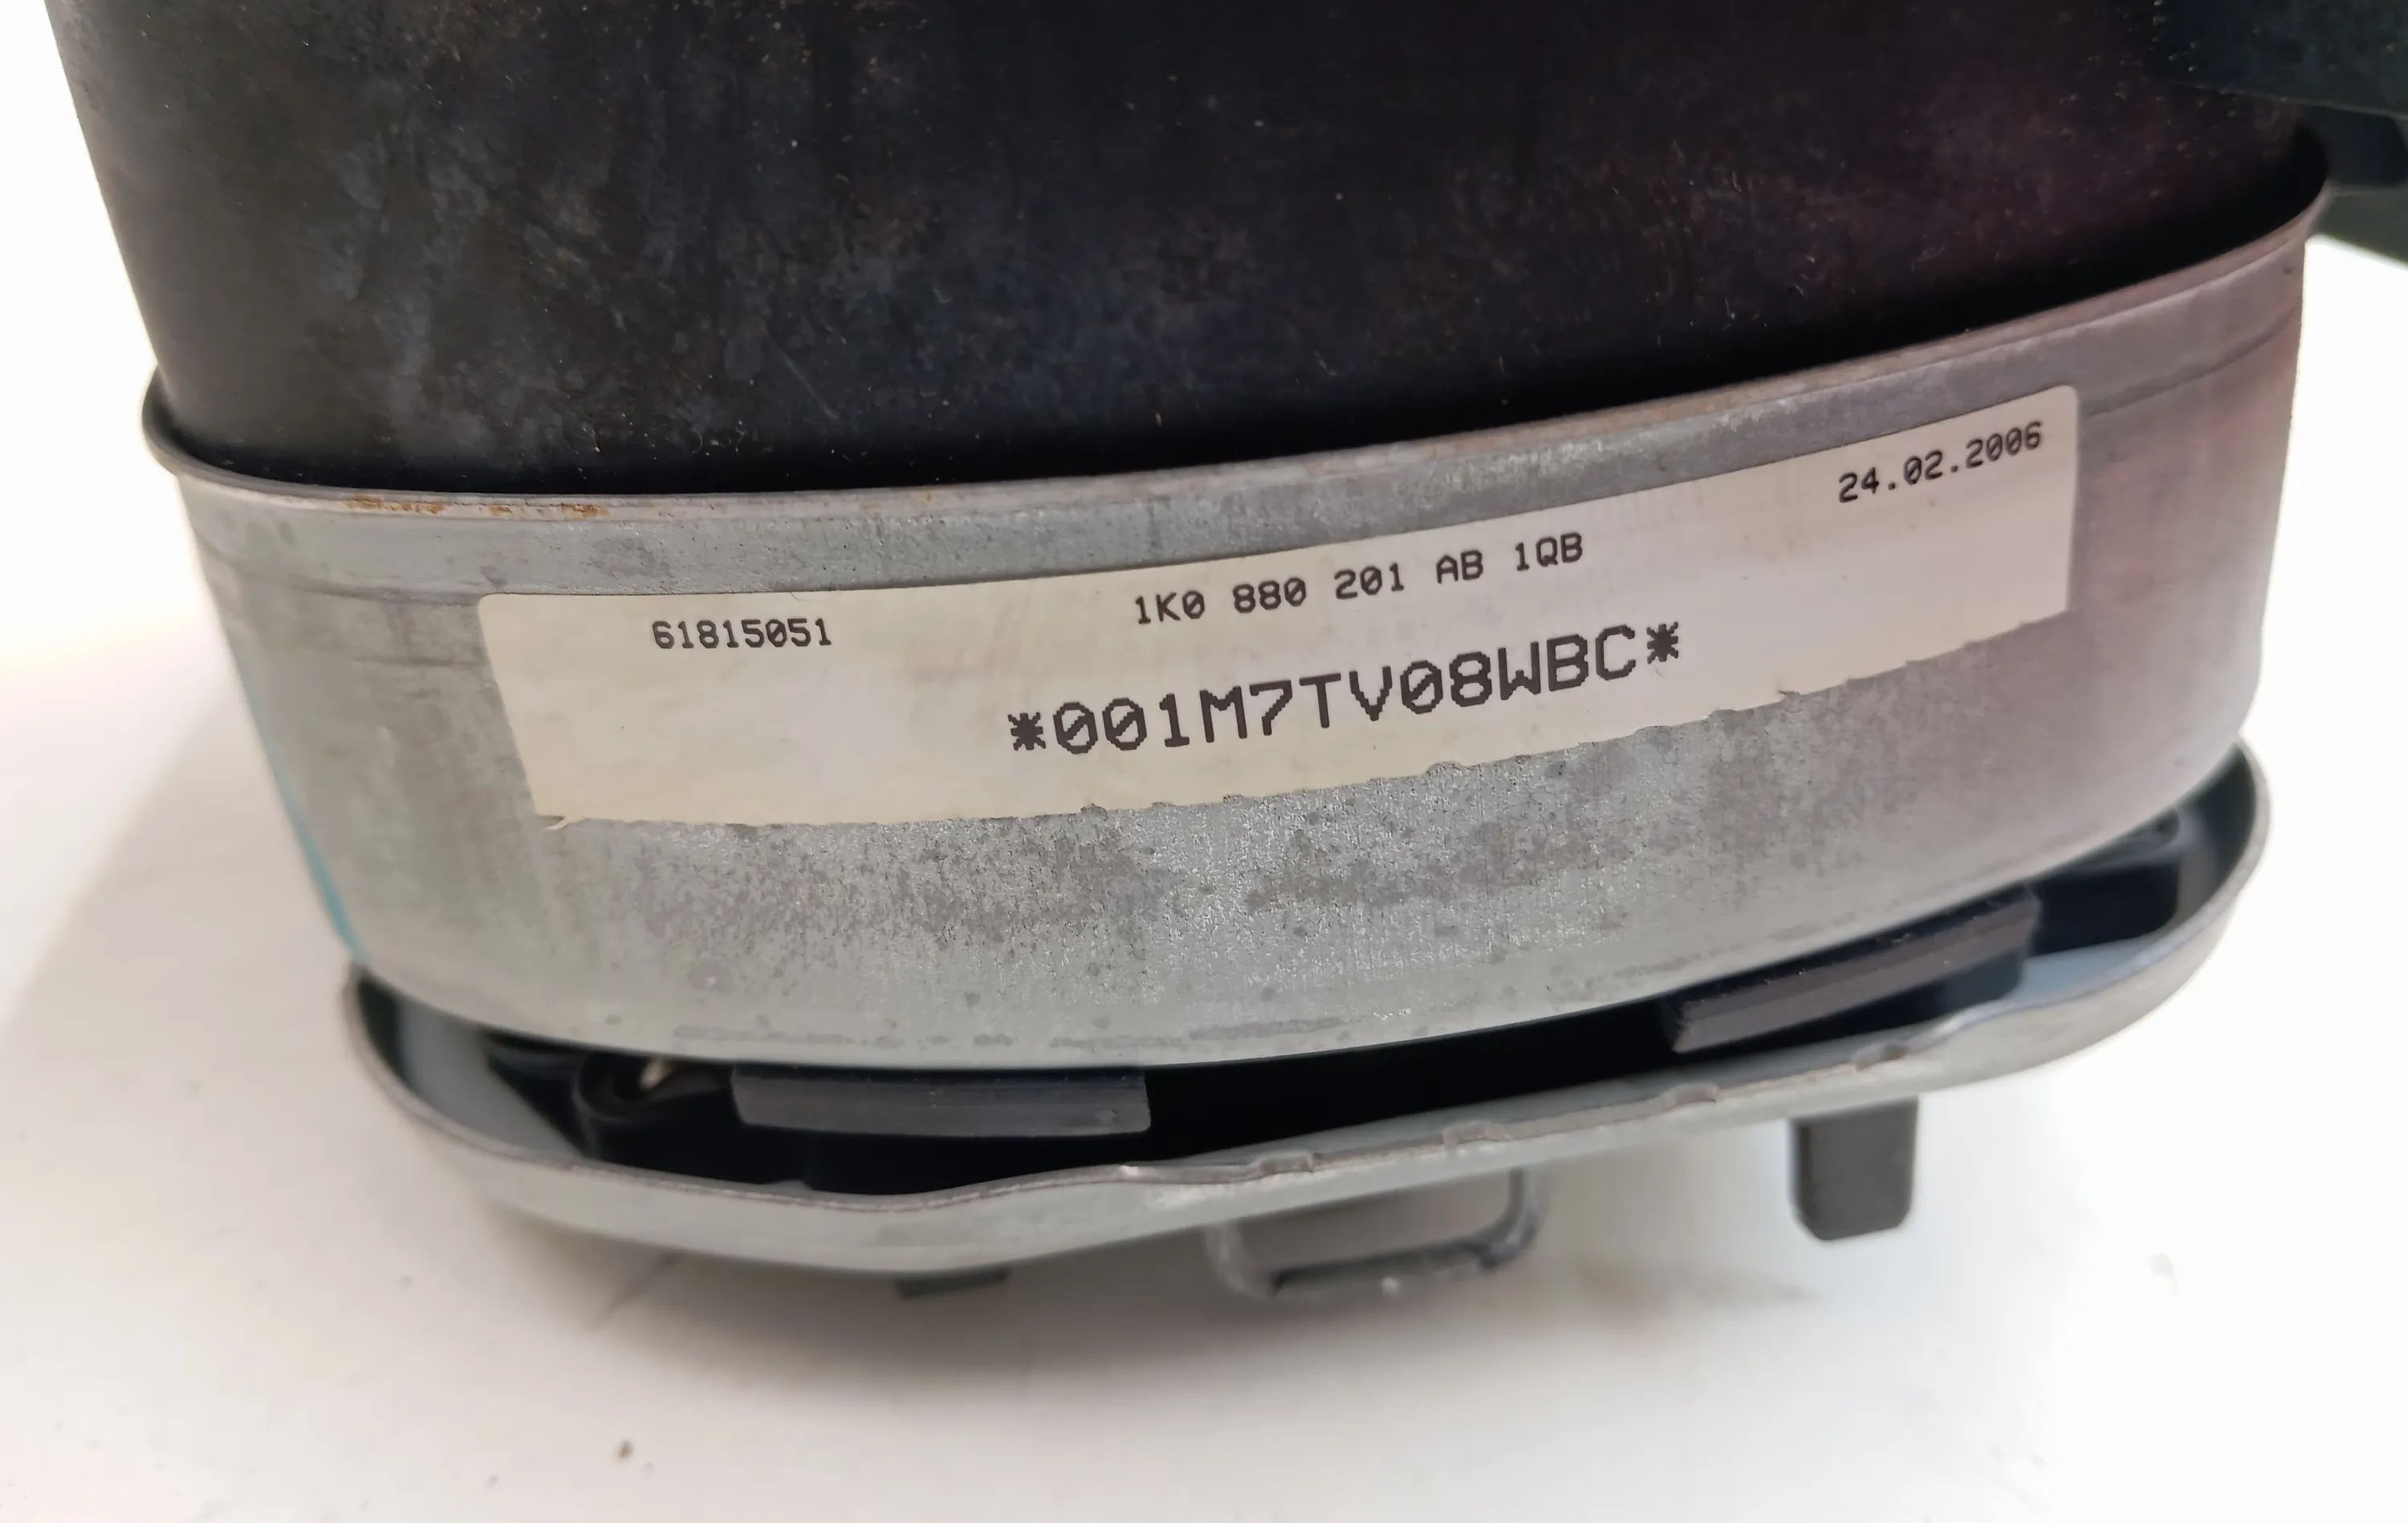 24.02.2006
61815051 1K0 880 201 AB 1QB
*001M7TV08WBC*